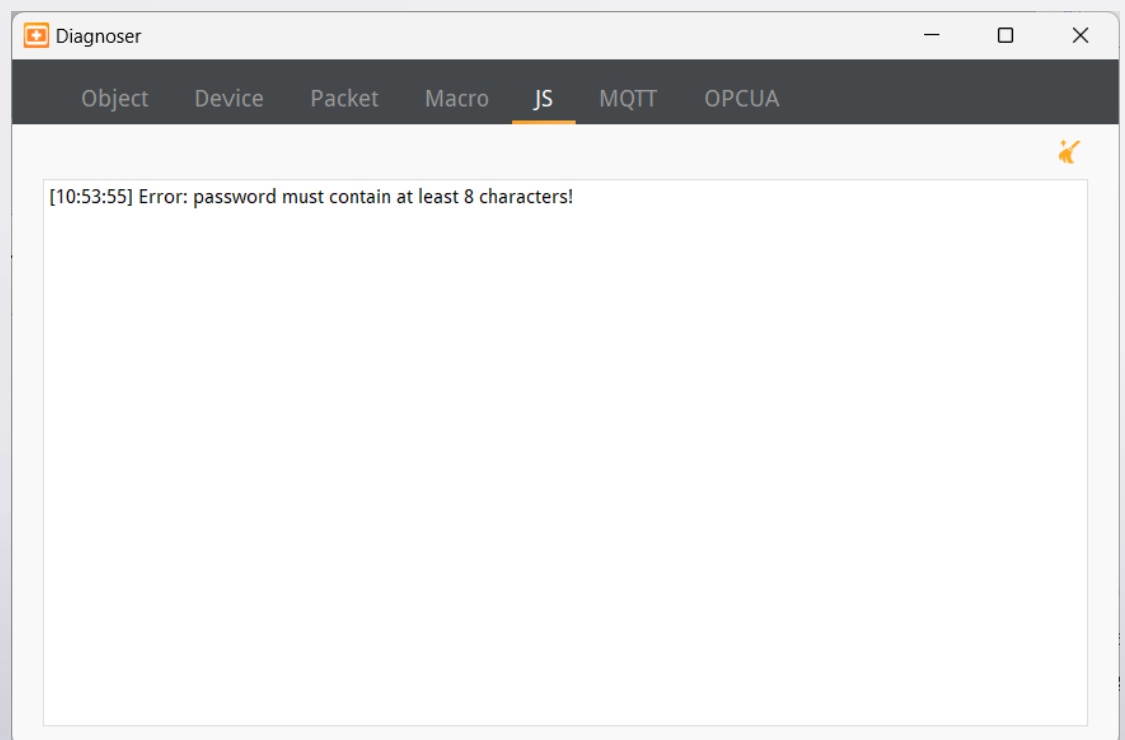 Diagnoser
Object Device Packet Macro JS MQTT OPCUA
[10:53:55] Error: password must contain at least 8 characters!